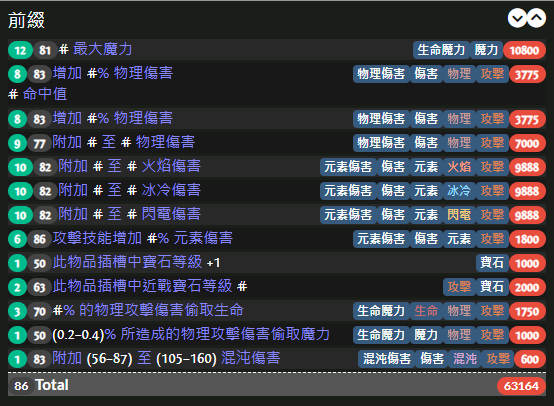 前綴
12 81 # 最大魔力 生命魔力 魔力 10800
8 83 增加 #% 物理傷害 物理傷害 傷害 物理 攻擊 3775
# 命中值
8 83 增加 #% 物理傷害 物理傷害 傷害 物理 攻擊 3775
9 77 附加 # 至 # 物理傷害 物理傷害 傷害 物理 攻擊 7000
10 82 附加 # 至 # 火焰傷害 元素傷害 傷害 元素 火焰 攻擊 9888
10 82 附加 # 至 # 冰冷傷害 元素傷害 傷害 元素 冰冷 攻擊 9888
10 82 附加 # 至 # 閃電傷害 元素傷害 傷害 元素 閃電 攻擊 9888
6 86 攻擊技能增加 #% 元素傷害 元素傷害 傷害 元素 攻擊 1800
1 50 此物品插槽中寶石等級 +1 寶石 1000
2 63 此物品插槽中近戰寶石等級 # 攻擊 寶石 2000
3 70 #% 的物理攻擊傷害偷取生命 生命魔力 生命 物理 攻擊 1750
1 50 (0.2–0.4)% 所造成的物理攻擊傷害偷取魔力 生命魔力 魔力 物理 攻擊 1000
1 83 附加 (56–87) 至 (105–160) 混沌傷害 混沌傷害 傷害 混沌 攻擊 600
86 Total 63164